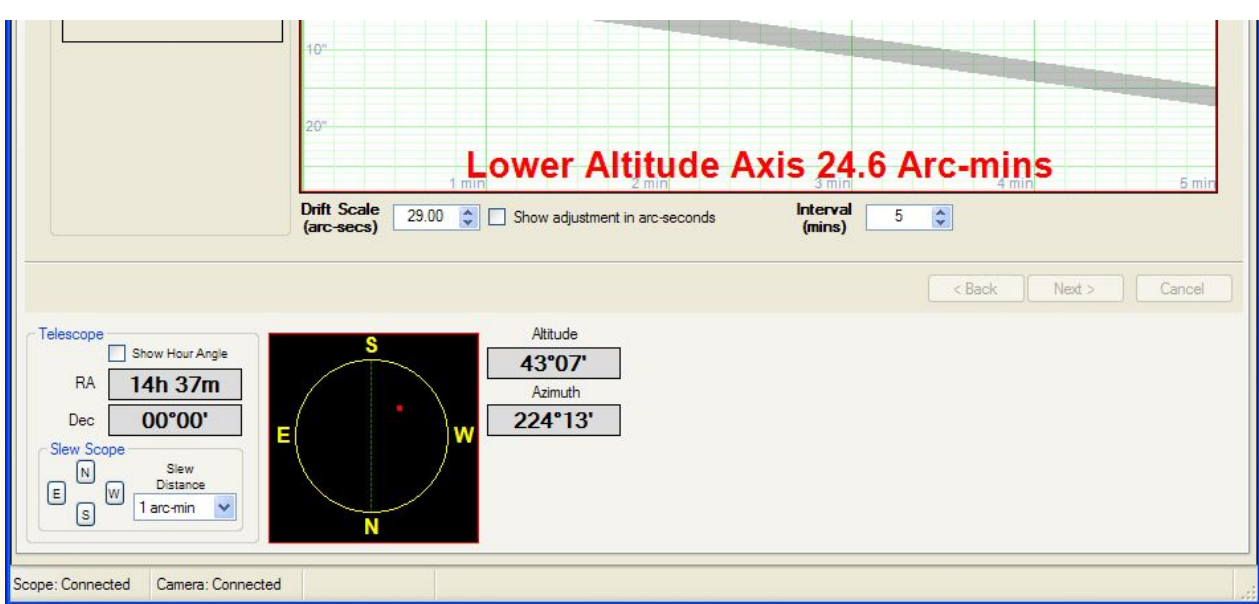 10"
20"
Lower Altitude Axis 24.6 Arc-mins
1 min 2 min 3 min 4 min 5 min
Drift Scale (arc-secs) 29.00 Show adjustment in arc-seconds Interval (mins) 5
< Back Next > Cancel
Telescope
Show Hour Angle
RA 14h 37m
Dec 00°00'
Slew Scope
N
E W
S
Slew Distance
1 arc-min
S
E W
N
Altitude
43°07'
Azimuth
224°13'
Scope: Connected Camera: Connected